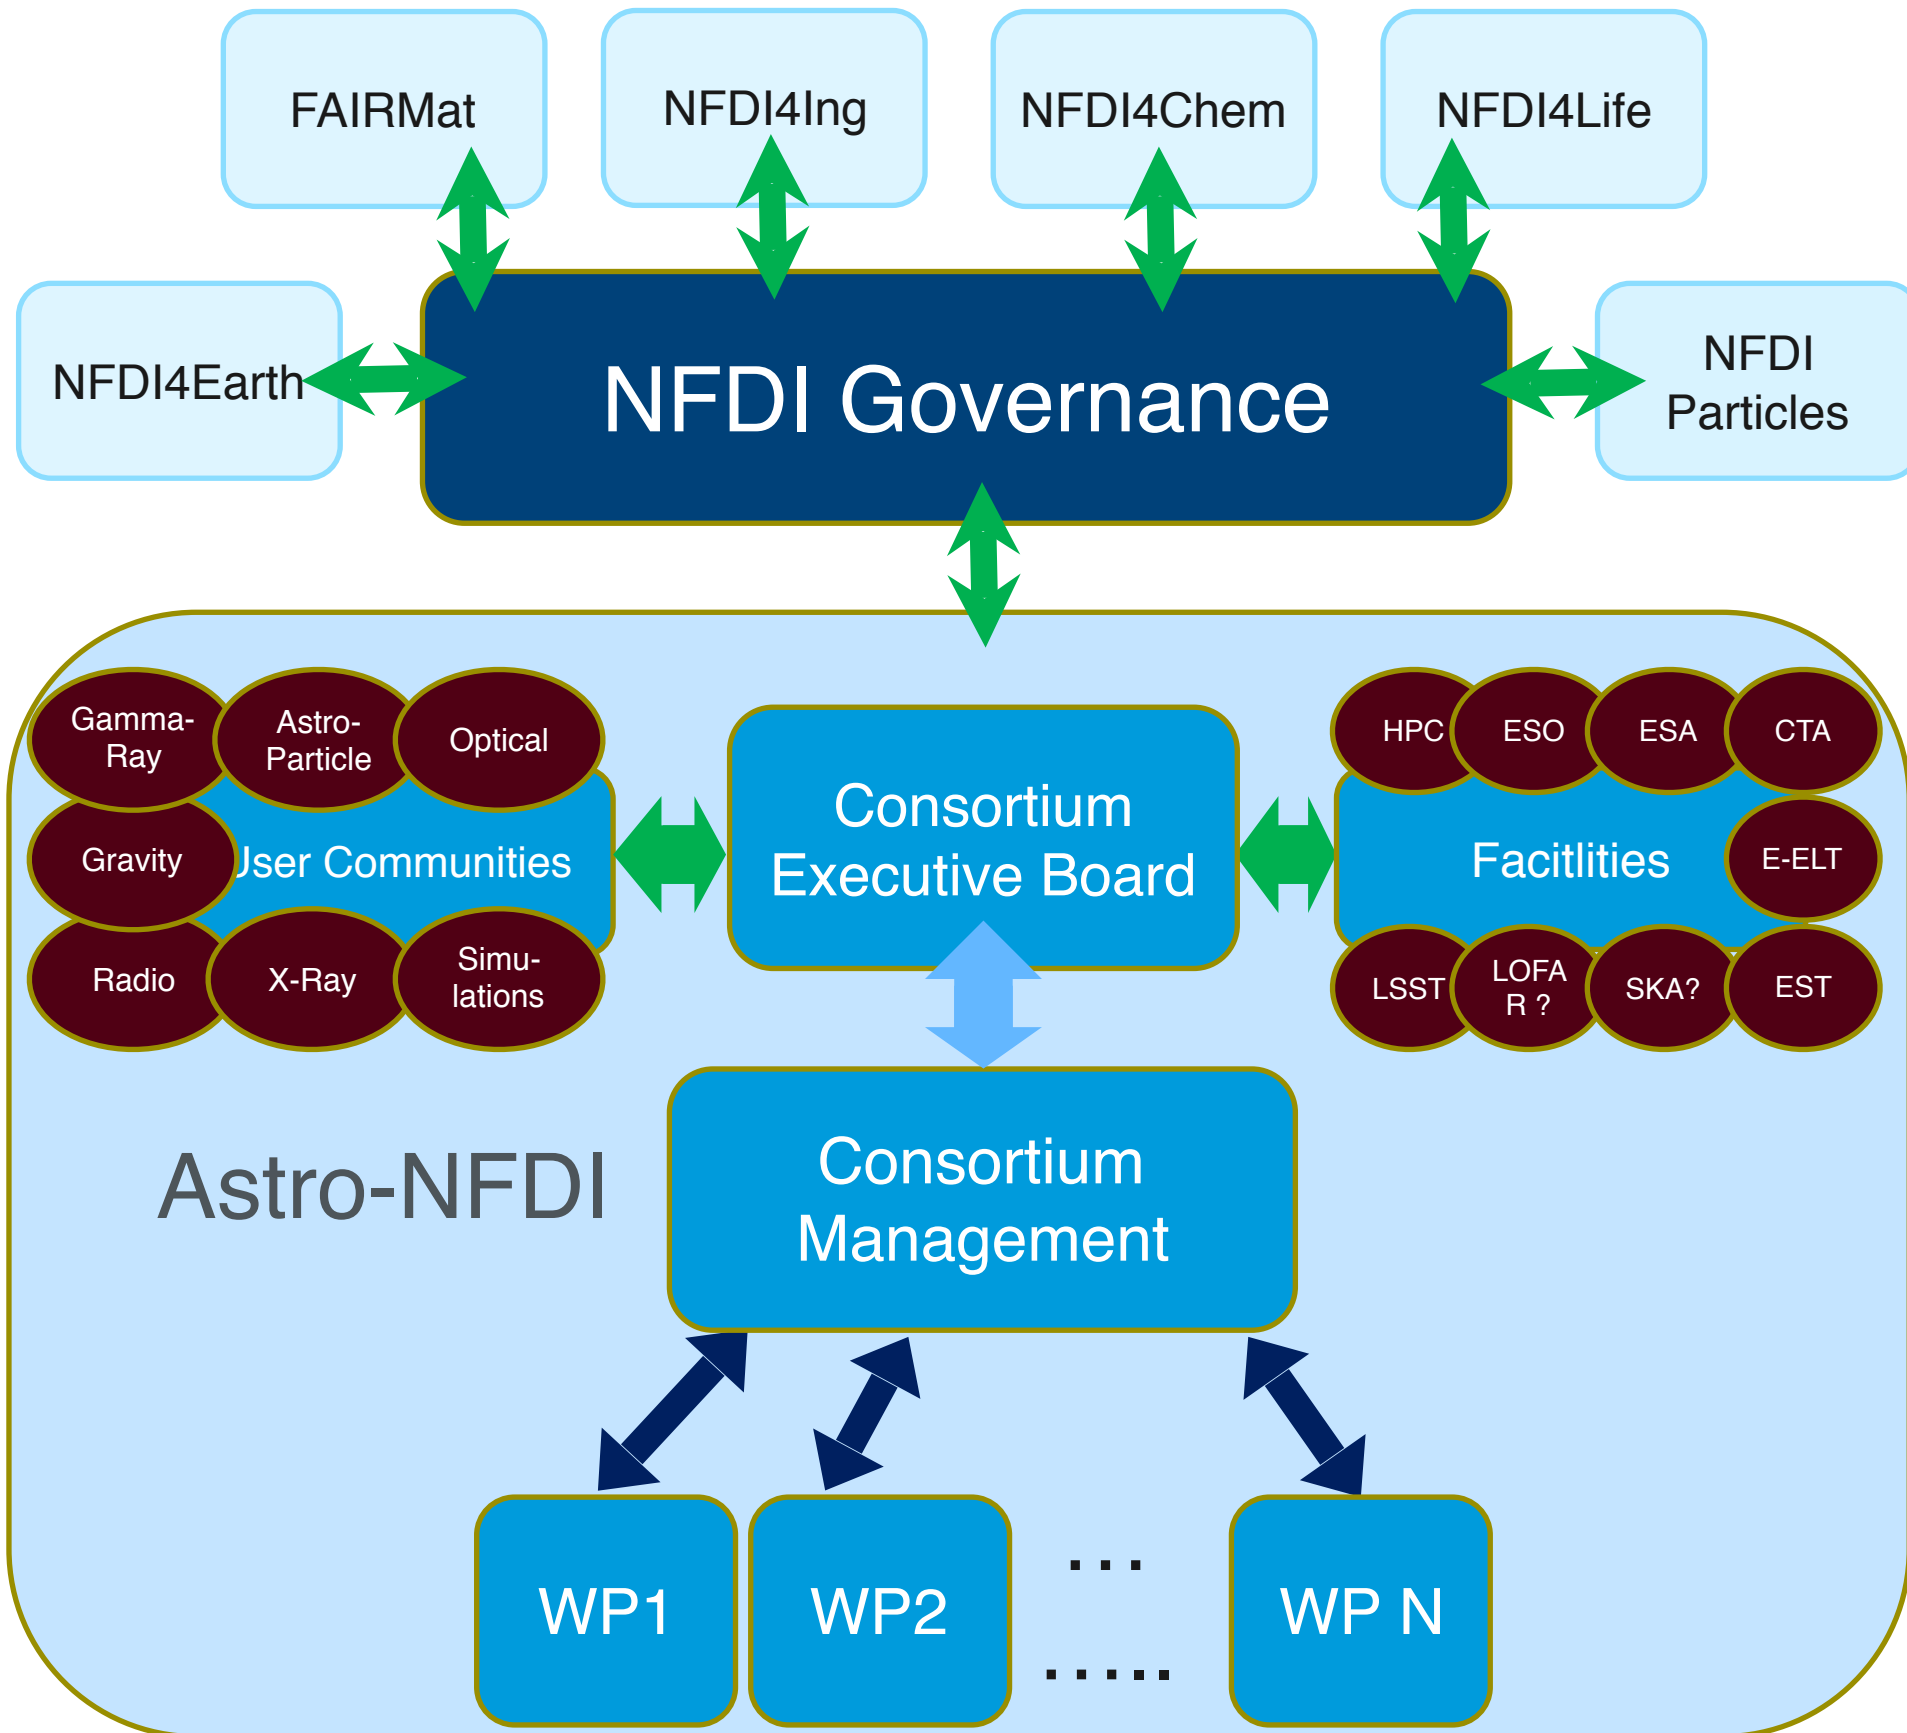 FAIRMat
NFDI4Ing
NFDI4Chem
NFDI4Life
NFDI4Earth
NFDI Governance
NFDI
Particles
Gamma-
Ray
Astro-
Particle
Optical
Gravity
User Communities
Radio
X-Ray
Simu-
lations
Consortium
Executive Board
HPC
ESO
ESA
CTA
Facitlities
E-ELT
LSST
LOFA
R ?
SKA?
EST
Astro-NFDI
Consortium
Management
WP1
WP2
...
.....
WP N